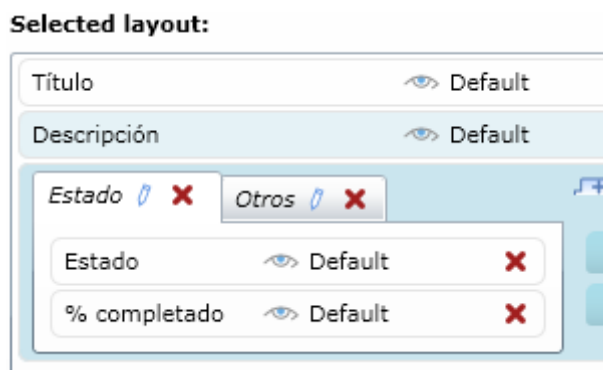 Selected layout:
Título Default
Descripción Default
Estado Otros
Estado Default
% completado Default